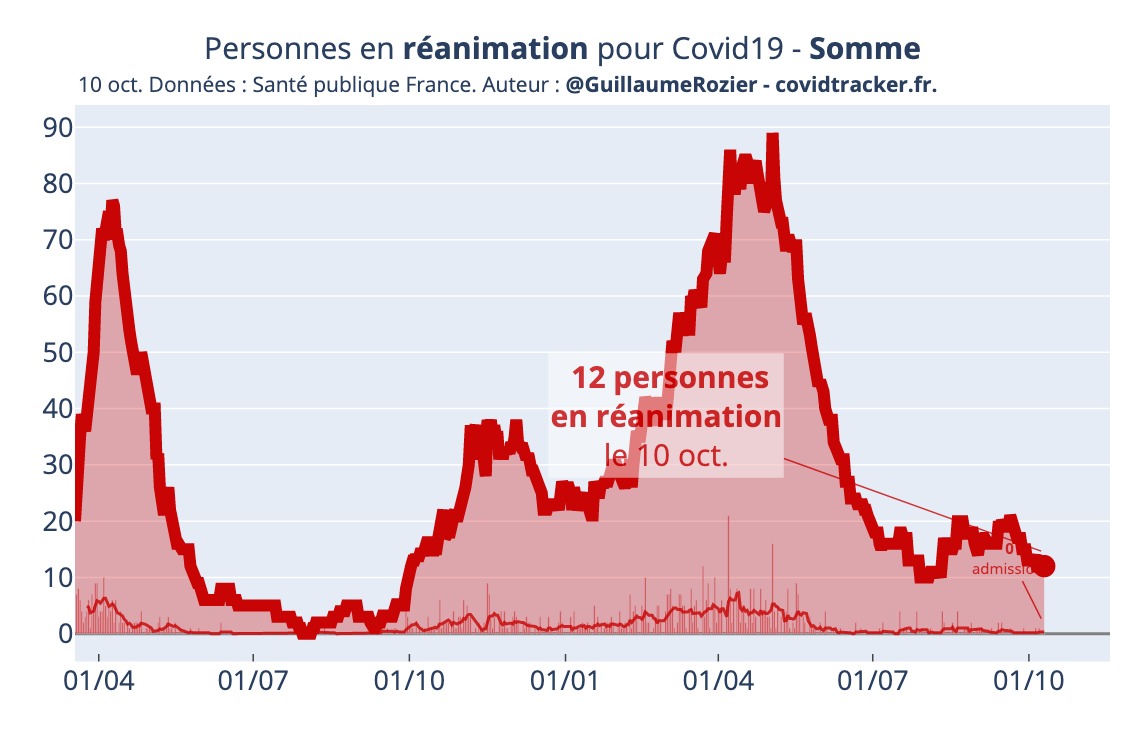 Personnes en réanimation pour Covid19 - Somme
10 oct. Données : Santé publique France. Auteur : @GuillaumeRozier - covidtracker.fr.
90
80
70
60
50
40
30
20
10
0
12 personnes
en réanimation
le 10 oct.
0
01/04 01/07 01/10 01/01 01/04 01/07 01/10